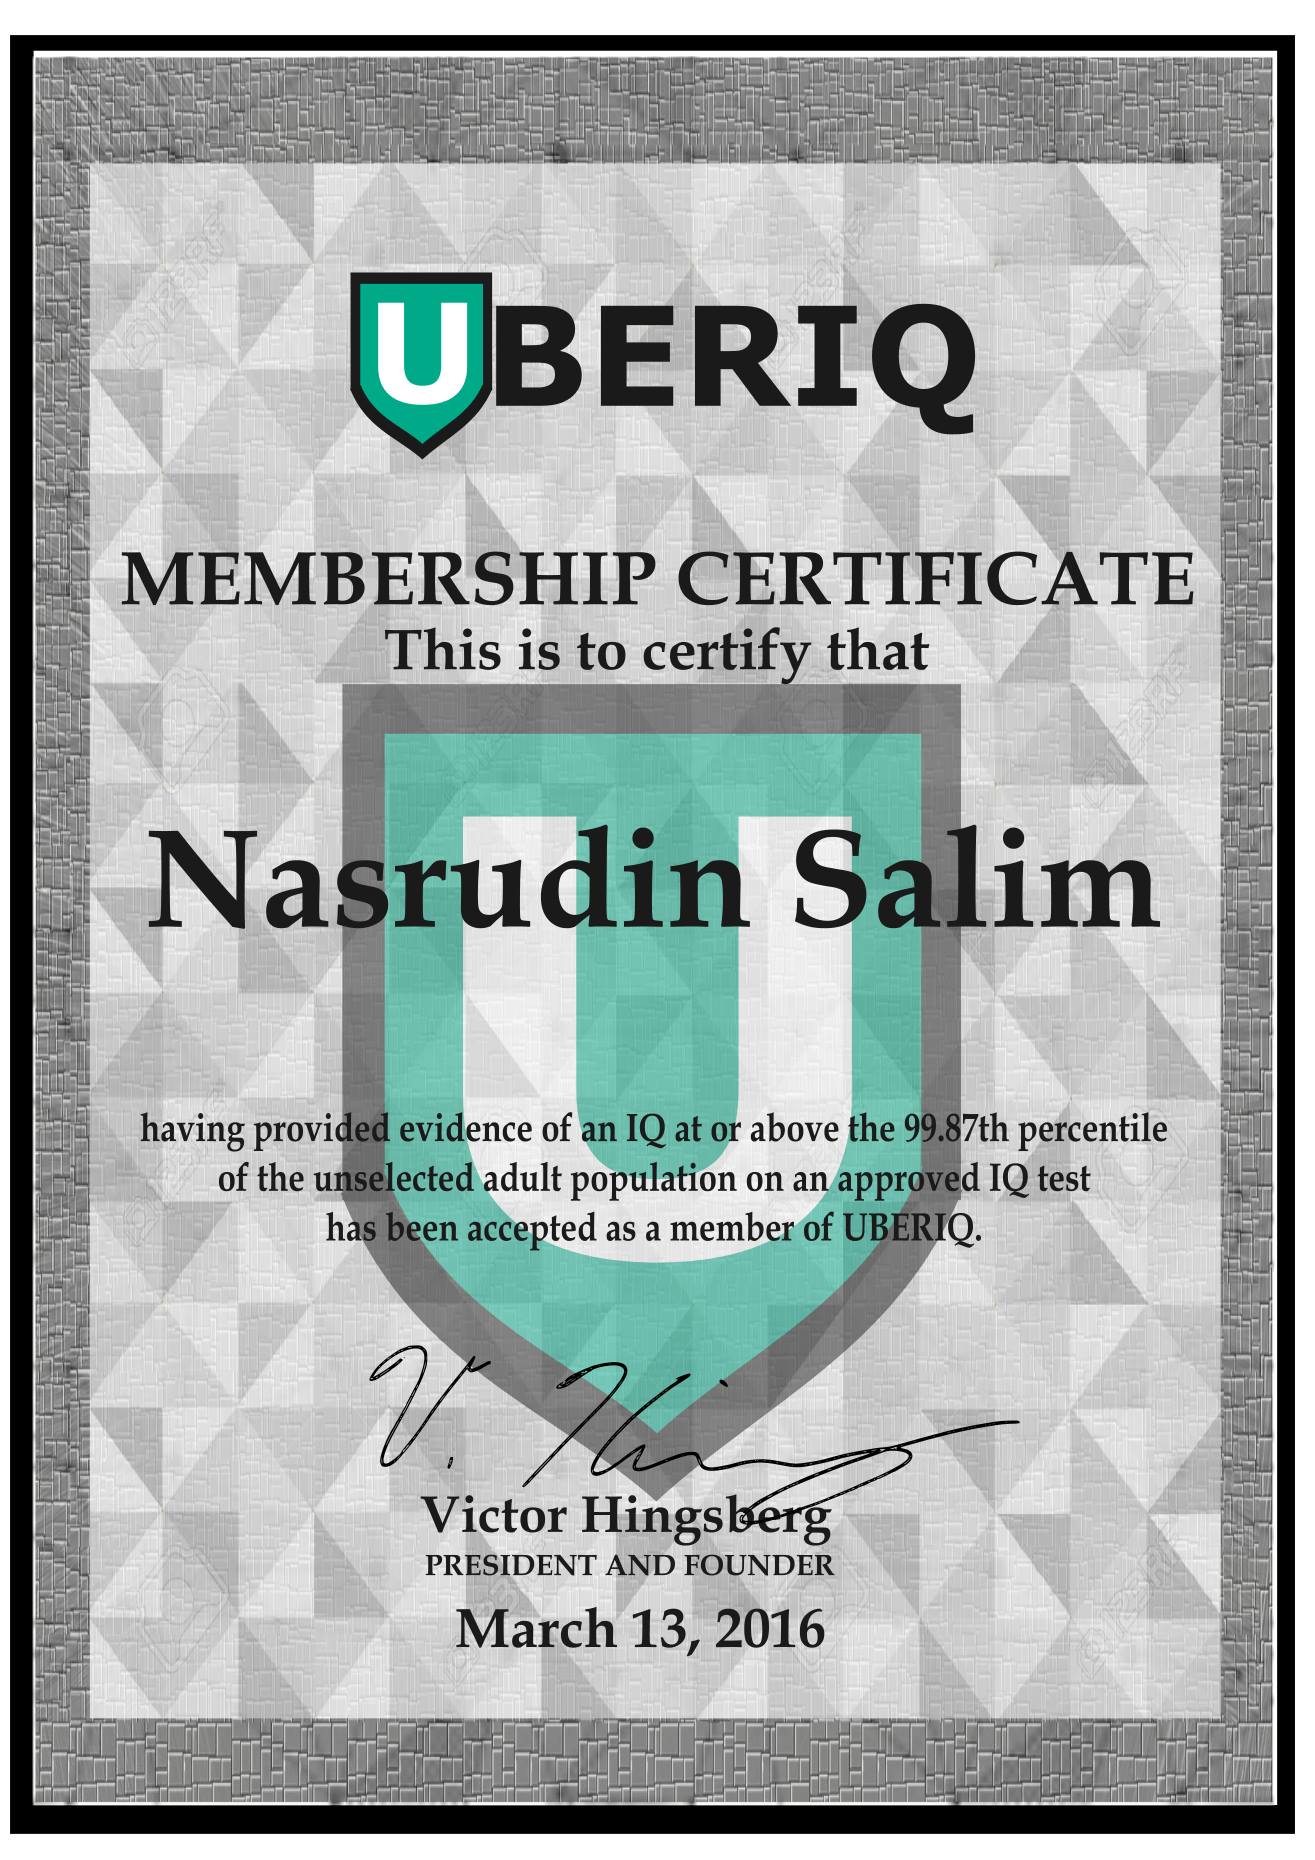 UBERIQ
MEMBERSHIP CERTIFICATE
This is to certify that
Nasrudin Salim
having provided evidence of an IQ at or above the 99.87th percentile
of the unselected adult population on an approved IQ test
has been accepted as a member of UBERIQ.
V. Hingsberg
Victor Hingsberg
PRESIDENT AND FOUNDER
March 13, 2016